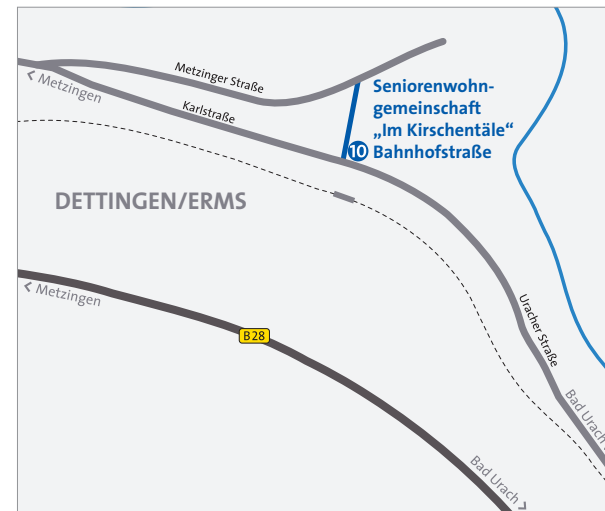 Metzinger Straße
< Metzingen
Karlstraße
Seniorenwohn-
gemeinschaft
„Im Kirschentäle“
10 Bahnhofstraße
DETTINGEN/ERMS
< Metzingen
B28
Uracher Straße
Bad Urach
Bad Urach >